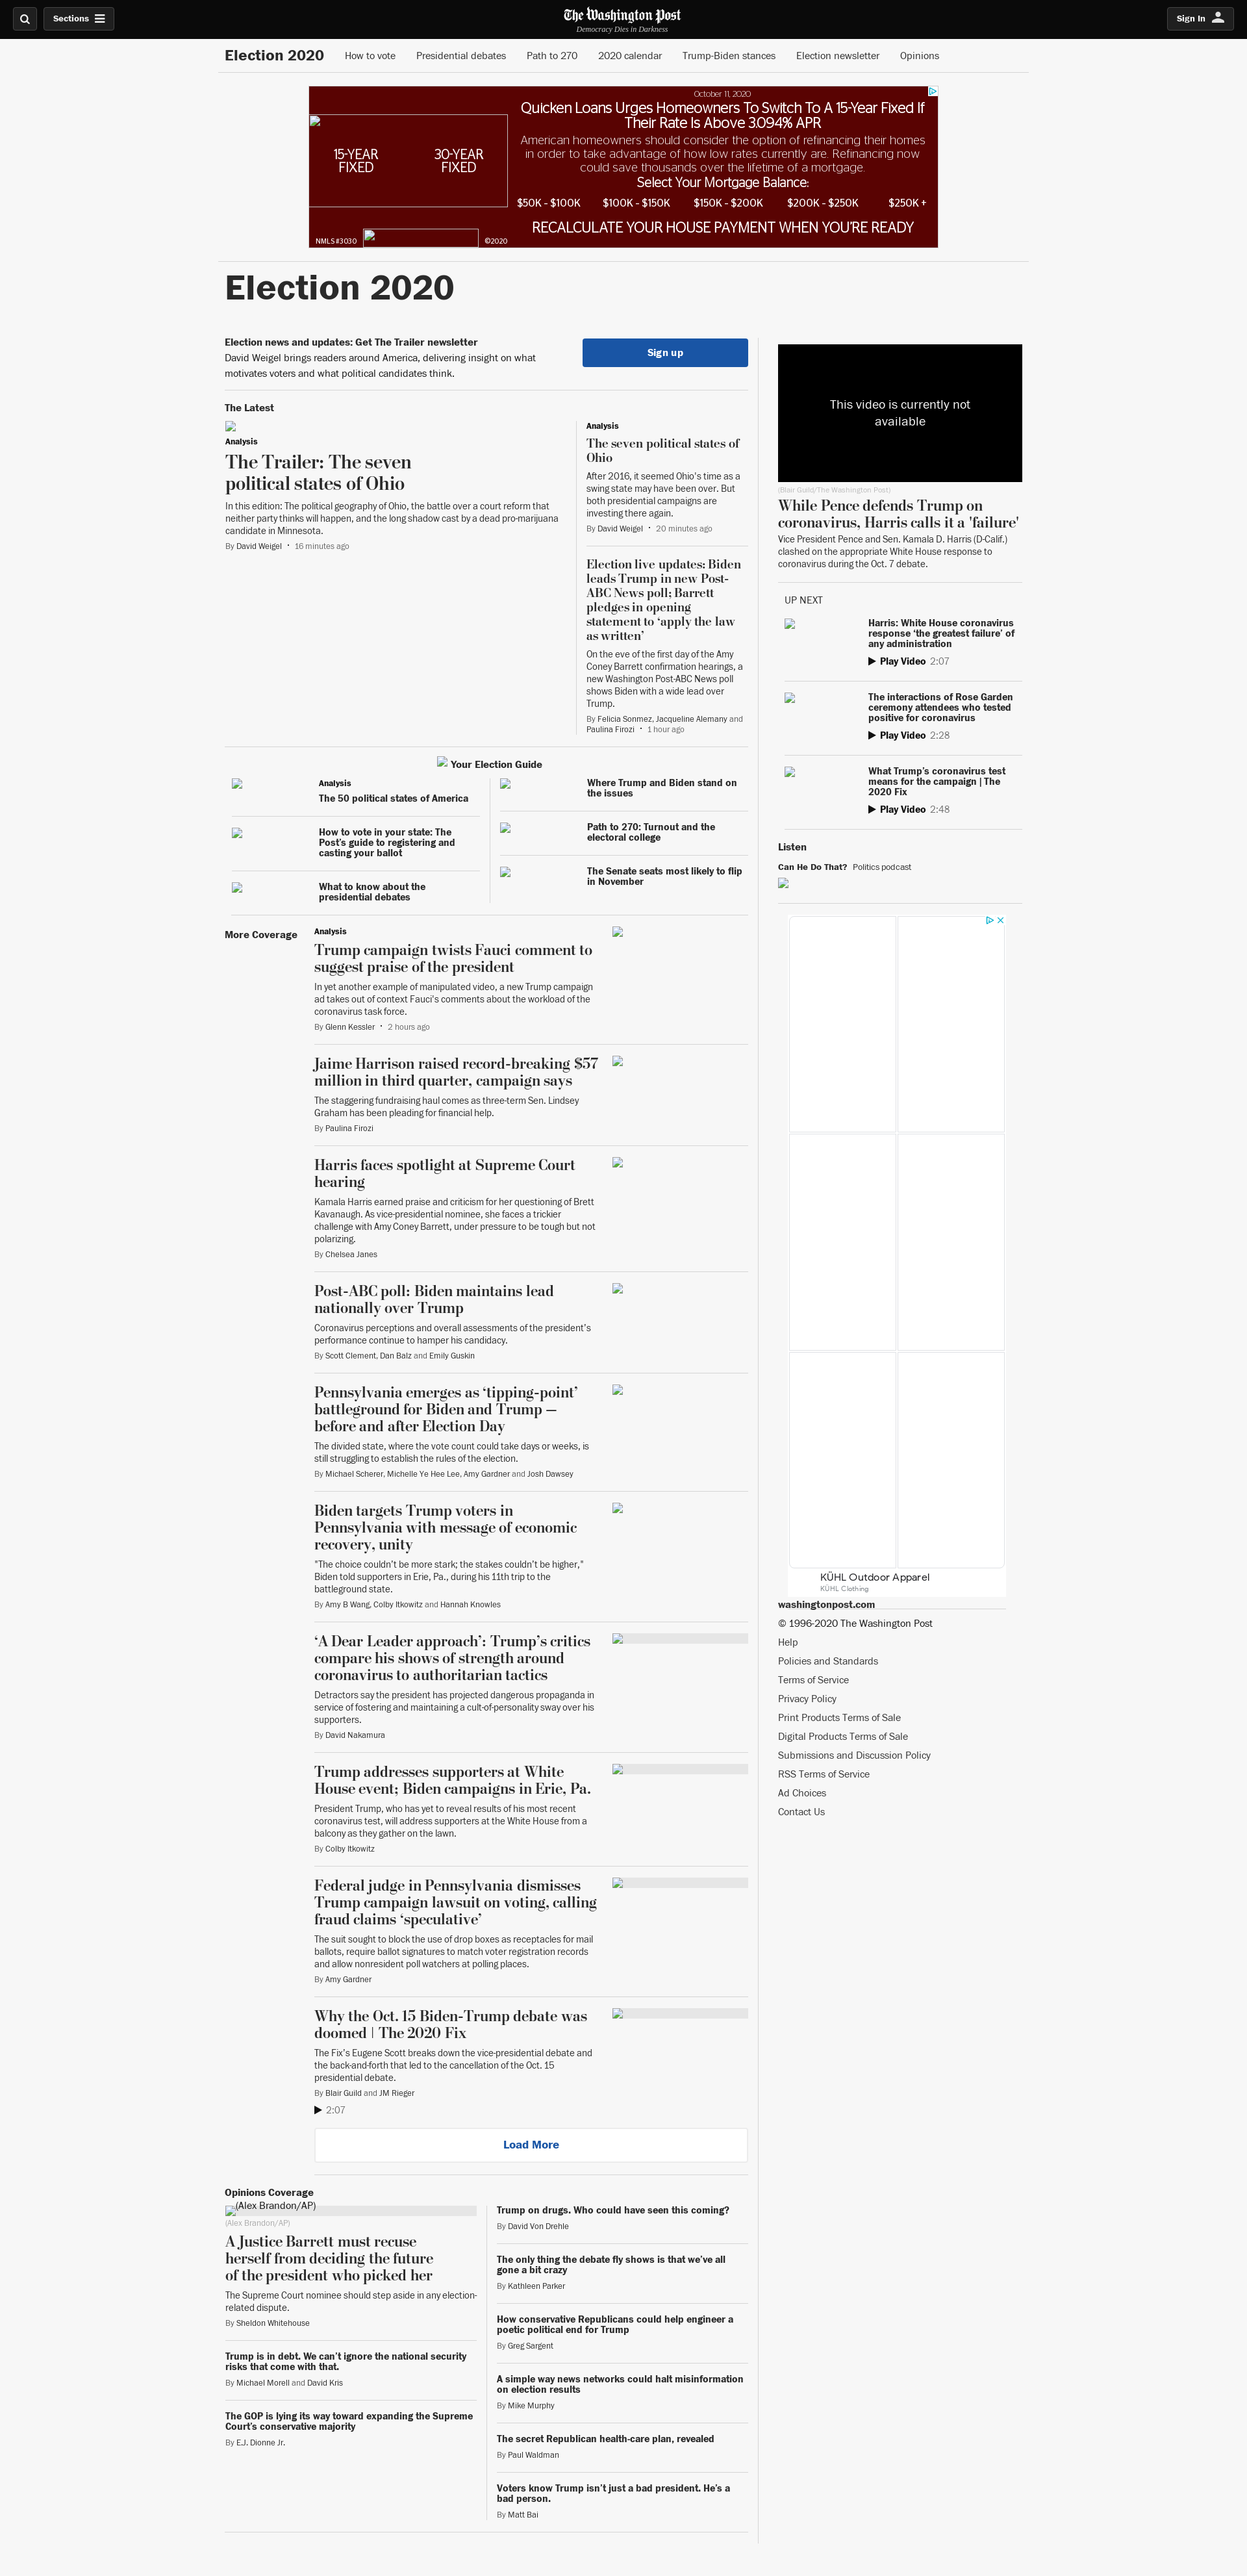 Sections
The Washington Post
Democracy Dies in Darkness
Sign In
Election 2020
How to vote
Presidential debates
Path to 270
2020 calendar
Trump-Biden stances
Election newsletter
Opinions
15-YEAR
FIXED
30-YEAR
FIXED
NMLS #3030
©2020
October 11, 2020
Quicken Loans Urges Homeowners To Switch To A 15-Year Fixed If
Their Rate Is Above 3.094% APR
American homeowners should consider the option of refinancing their homes
in order to take advantage of how low rates currently are. Refinancing now
could save thousands over the lifetime of a mortgage.
Select Your Mortgage Balance:
$50K - $100K
$100K - $150K
$150K - $200K
$200K - $250K
$250K +
RECALCULATE YOUR HOUSE PAYMENT WHEN YOU'RE READY
Election 2020
Election news and updates: Get The Trailer newsletter
David Weigel brings readers around America, delivering insight on what
motivates voters and what political candidates think.
Sign up
The Latest
Analysis
The Trailer: The seven
political states of Ohio
In this edition: The political geography of Ohio, the battle over a court reform that
neither party thinks will happen, and the long shadow cast by a dead pro-marijuana
candidate in Minnesota.
By David Weigel • 16 minutes ago
Analysis
The seven political states of
Ohio
After 2016, it seemed Ohio's time as a
swing state may have been over. But
both presidential campaigns are
investing there again.
By David Weigel • 20 minutes ago
Election live updates: Biden
leads Trump in new Post-
ABC News poll; Barrett
pledges in opening
statement to ‘apply the law
as written’
On the eve of the first day of the Amy
Coney Barrett confirmation hearings, a
new Washington Post-ABC News poll
shows Biden with a wide lead over
Trump.
By Felicia Sonmez, Jacqueline Alemany and
Paulina Firozi • 1 hour ago
Your Election Guide
Analysis
The 50 political states of America
How to vote in your state: The
Post's guide to registering and
casting your ballot
What to know about the
presidential debates
Where Trump and Biden stand on
the issues
Path to 270: Turnout and the
electoral college
The Senate seats most likely to flip
in November
More Coverage
Analysis
Trump campaign twists Fauci comment to
suggest praise of the president
In yet another example of manipulated video, a new Trump campaign
ad takes out of context Fauci's comments about the workload of the
coronavirus task force.
By Glenn Kessler • 2 hours ago
Jaime Harrison raised record-breaking $57
million in third quarter, campaign says
The staggering fundraising haul comes as three-term Sen. Lindsey
Graham has been pleading for financial help.
By Paulina Firozi
Harris faces spotlight at Supreme Court
hearing
Kamala Harris earned praise and criticism for her questioning of Brett
Kavanaugh. As vice-presidential nominee, she faces a trickier
challenge with Amy Coney Barrett, under pressure to be tough but not
polarizing.
By Chelsea Janes
Post-ABC poll: Biden maintains lead
nationally over Trump
Coronavirus perceptions and overall assessments of the president's
performance continue to hamper his candidacy.
By Scott Clement, Dan Balz and Emily Guskin
Pennsylvania emerges as ‘tipping-point’
battleground for Biden and Trump —
before and after Election Day
The divided state, where the vote count could take days or weeks, is
still struggling to establish the rules of the election.
By Michael Scherer, Michelle Ye Hee Lee, Amy Gardner and Josh Dawsey
Biden targets Trump voters in
Pennsylvania with message of economic
recovery, unity
"The choice couldn't be more stark; the stakes couldn't be higher,"
Biden told supporters in Erie, Pa., during his 11th trip to the
battleground state.
By Amy B Wang, Colby Itkowitz and Hannah Knowles
‘A Dear Leader approach’: Trump's critics
compare his shows of strength around
coronavirus to authoritarian tactics
Detractors say the president has projected dangerous propaganda in
service of fostering and maintaining a cult-of-personality sway over his
supporters.
By David Nakamura
Trump addresses supporters at White
House event; Biden campaigns in Erie, Pa.
President Trump, who has yet to reveal results of his most recent
coronavirus test, will address supporters at the White House from a
balcony as they gather on the lawn.
By Colby Itkowitz
Federal judge in Pennsylvania dismisses
Trump campaign lawsuit on voting, calling
fraud claims ‘speculative’
The suit sought to block the use of drop boxes as receptacles for mail
ballots, require ballot signatures to match voter registration records
and allow nonresident poll watchers at polling places.
By Amy Gardner
Why the Oct. 15 Biden-Trump debate was
doomed | The 2020 Fix
The Fix's Eugene Scott breaks down the vice-presidential debate and
the back-and-forth that led to the cancellation of the Oct. 15
presidential debate.
By Blair Guild and JM Rieger
2:07
Load More
Opinions Coverage
(Alex Brandon/AP)
(Alex Brandon/AP)
A Justice Barrett must recuse
herself from deciding the future
of the president who picked her
The Supreme Court nominee should step aside in any election-
related dispute.
By Sheldon Whitehouse
Trump is in debt. We can't ignore the national security
risks that come with that.
By Michael Morell and David Kris
The GOP is lying its way toward expanding the Supreme
Court's conservative majority
By E.J. Dionne Jr.
Trump on drugs. Who could have seen this coming?
By David Von Drehle
The only thing the debate fly shows is that we've all
gone a bit crazy
By Kathleen Parker
How conservative Republicans could help engineer a
poetic political end for Trump
By Greg Sargent
A simple way news networks could halt misinformation
on election results
By Mike Murphy
The secret Republican health-care plan, revealed
By Paul Waldman
Voters know Trump isn't just a bad president. He's a
bad person.
By Matt Bai
This video is currently not
available
(Blair Guild/The Washington Post)
While Pence defends Trump on
coronavirus, Harris calls it a 'failure'
Vice President Pence and Sen. Kamala D. Harris (D-Calif.)
clashed on the appropriate White House response to
coronavirus during the Oct. 7 debate.
UP NEXT
Harris: White House coronavirus
response ‘the greatest failure’ of
any administration
Play Video 2:07
The interactions of Rose Garden
ceremony attendees who tested
positive for coronavirus
Play Video 2:28
What Trump's coronavirus test
means for the campaign | The
2020 Fix
Play Video 2:48
Listen
Can He Do That? Politics podcast
KÜHL Outdoor Apparel
KÜHL Clothing
washingtonpost.com
© 1996-2020 The Washington Post
Help
Policies and Standards
Terms of Service
Privacy Policy
Print Products Terms of Sale
Digital Products Terms of Sale
Submissions and Discussion Policy
RSS Terms of Service
Ad Choices
Contact Us